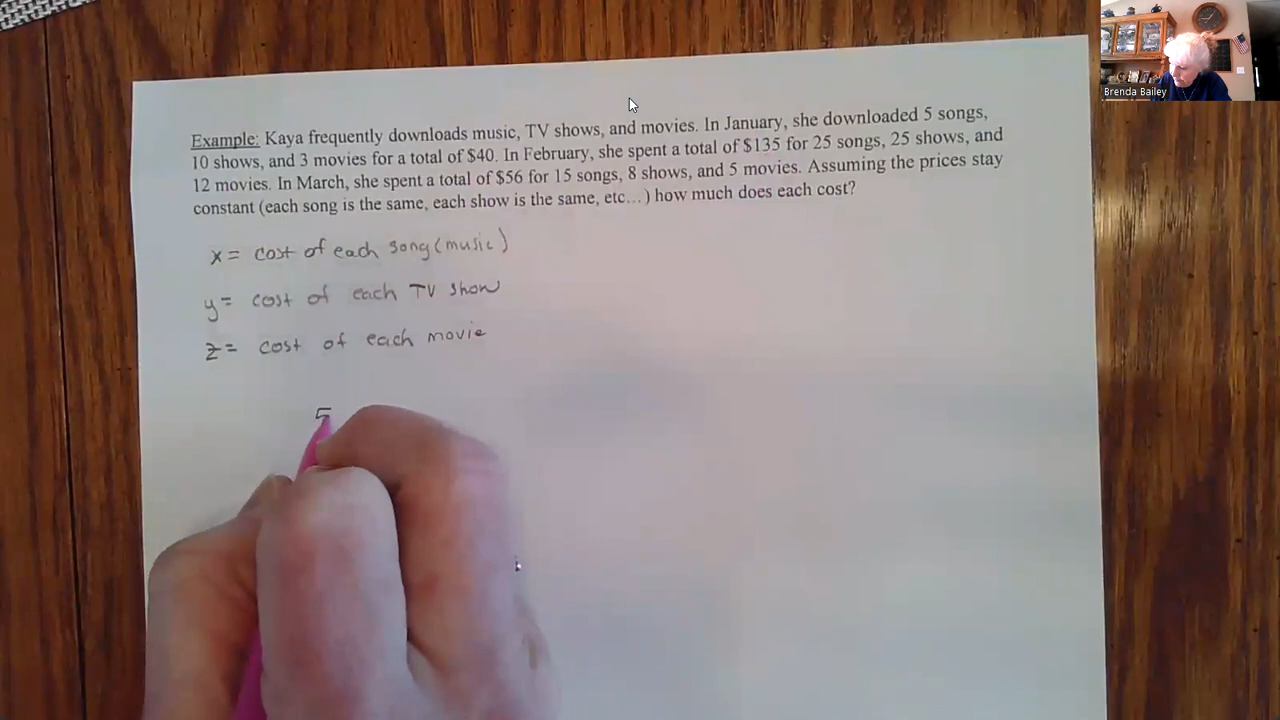 Example: Kaya frequently downloads music, TV shows, and movies. In January, she downloaded 5 songs,
10 shows, and 3 movies for a total of $40. In February, she spent a total of $135 for 25 songs, 25 shows, and
12 movies. In March, she spent a total of $56 for 15 songs, 8 shows, and 5 movies. Assuming the prices stay
constant (each song is the same, each show is the same, etc…) how much does each cost?
x = cost of each song (music)
y = cost of each TV show
z = cost of each movie
5
Brenda Bailey